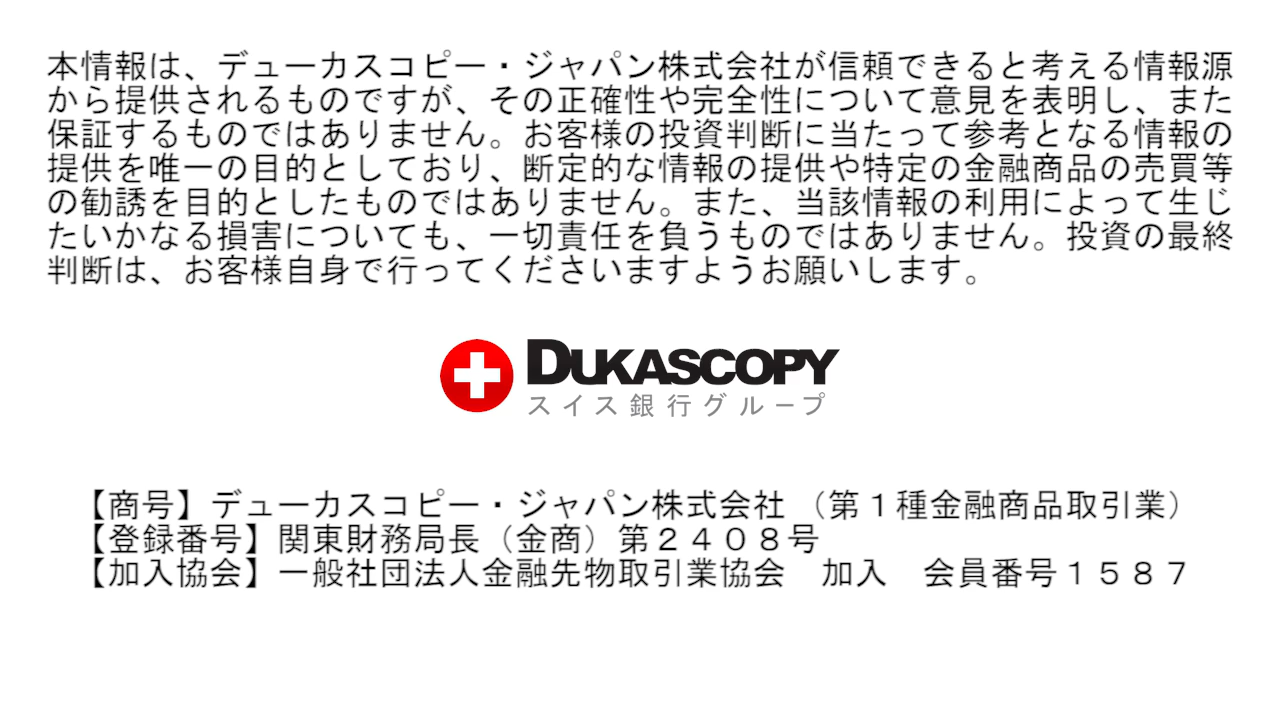 本情報は、デューカスコピー・ジャパン株式会社が信頼できると考える情報源
から提供されるものですが、その正確性や完全性について意見を表明し、また
保証するものではありません。お客様の投資判断に当たって参考となる情報の
提供を唯一の目的としており、断定的な情報の提供や特定の金融商品の売買等
の勧誘を目的としたものではありません。また、当該情報の利用によって生じ
たいかなる損害についても、一切責任を負うものではありません。投資の最終
判断は、お客様自身で行ってくださいますようお願いします。
DUKASCOPY
スイス銀行グループ
【商号】デューカスコピー・ジャパン株式会社 （第１種金融商品取引業）
【登録番号】関東財務局長（金商）第２４０８号
【加入協会】一般社団法人金融先物取引業協会　加入　会員番号１５８７